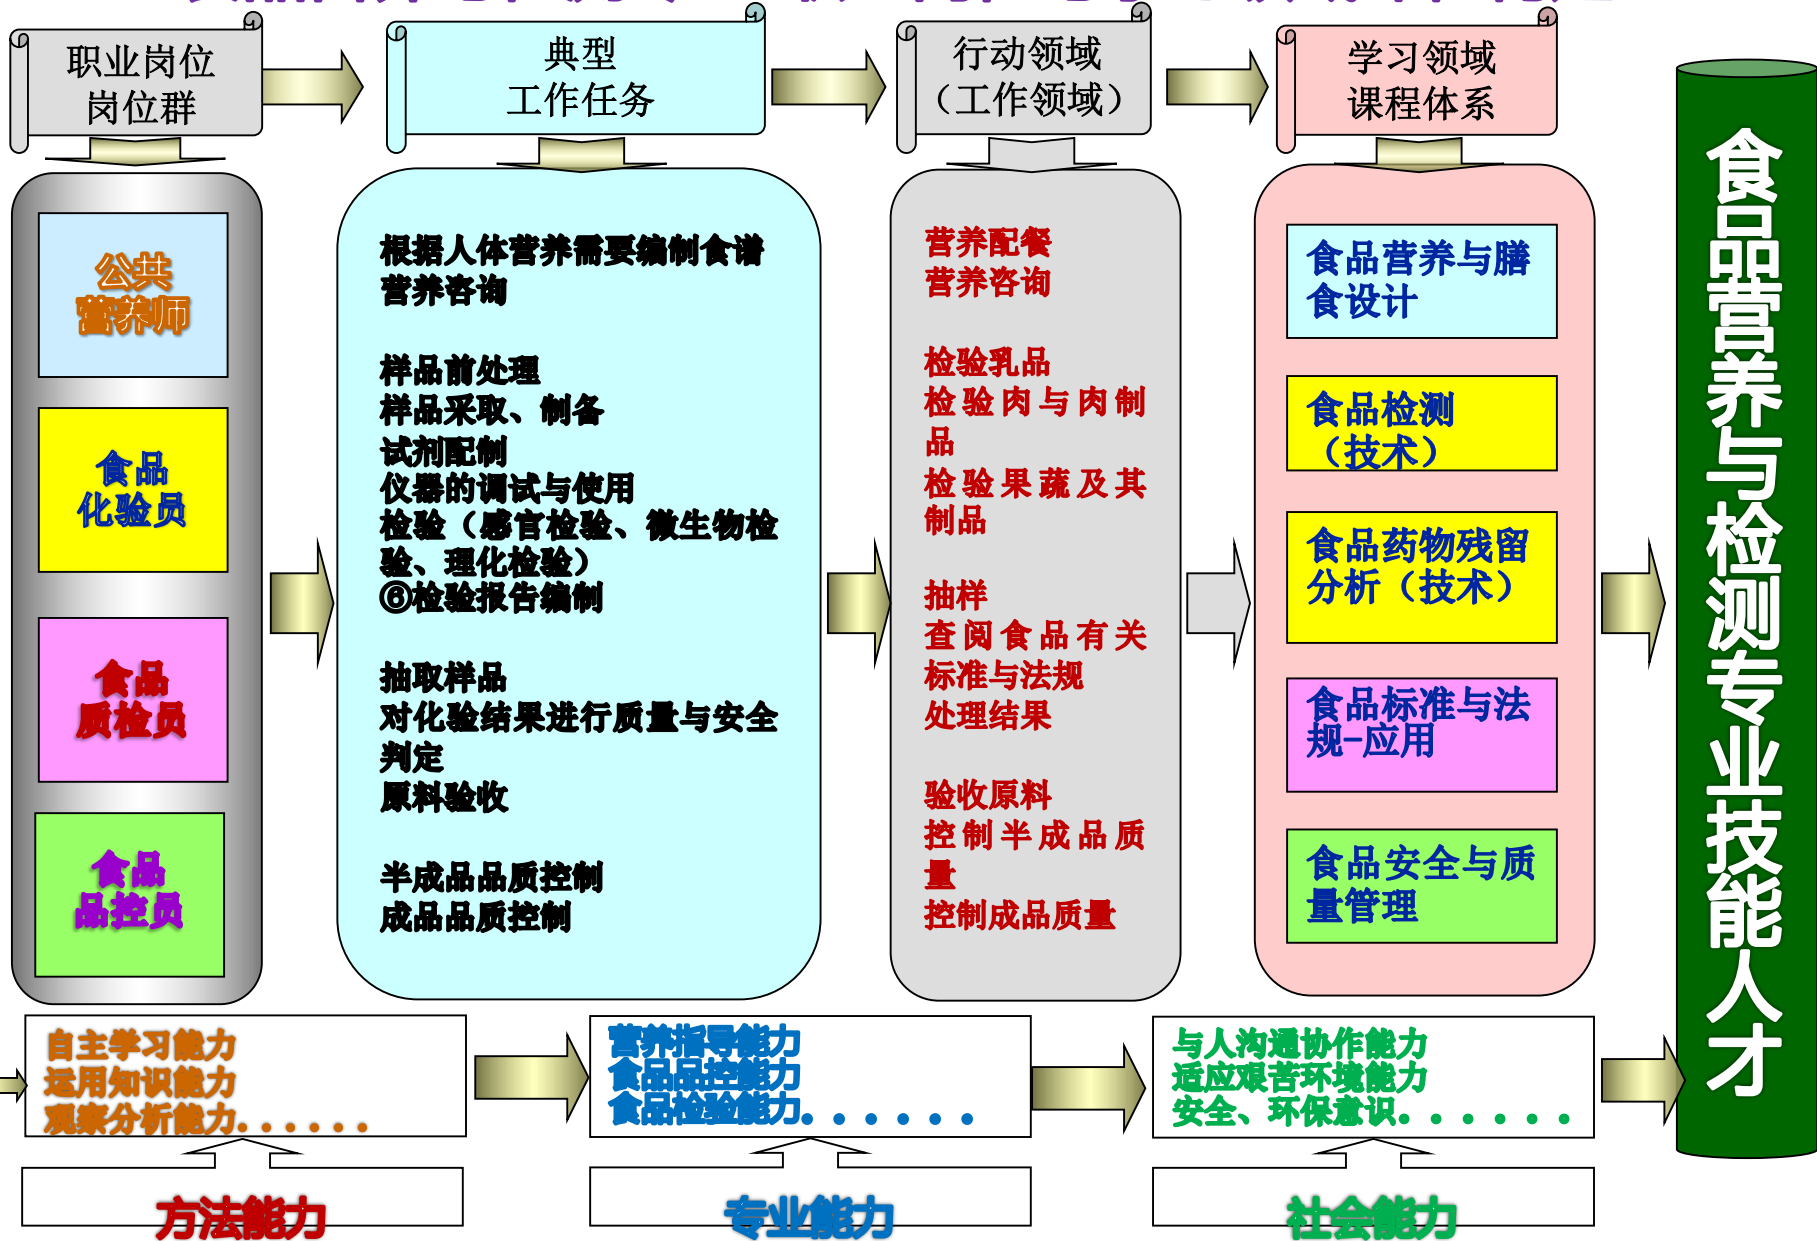 职业岗位
岗位群
典型
工作任务
行动领域
（工作领域）
学习领域
课程体系
公共
营养师
食品
化验员
食品
质检员
食品
品控员
根据人体营养需要编制食谱
营养咨询
样品前处理
样品采取、制备
试剂配制
仪器的调试与使用
检验（感官检验、微生物检
验、理化检验）
⑥检验报告编制
抽取样品
对化验结果进行质量与安全
判定
原料验收
半成品品质控制
成品品质控制
营养配餐
营养咨询
检验乳品
检验肉与肉制
品
检验果蔬及其
制品
抽样
查阅食品有关
标准与法规
处理结果
验收原料
控制半成品质
量
控制成品质量
食品营养与膳
食设计
食品检测
（技术）
食品药物残留
分析（技术）
食品标准与法
规-应用
食品安全与质
量管理
食品营养与检测专业技能人才
自主学习能力
运用知识能力
观察分析能力......
营养指导能力
食品品控能力
食品检验能力......
与人沟通协作能力
适应艰苦环境能力
安全、环保意识......
方法能力
专业能力
社会能力